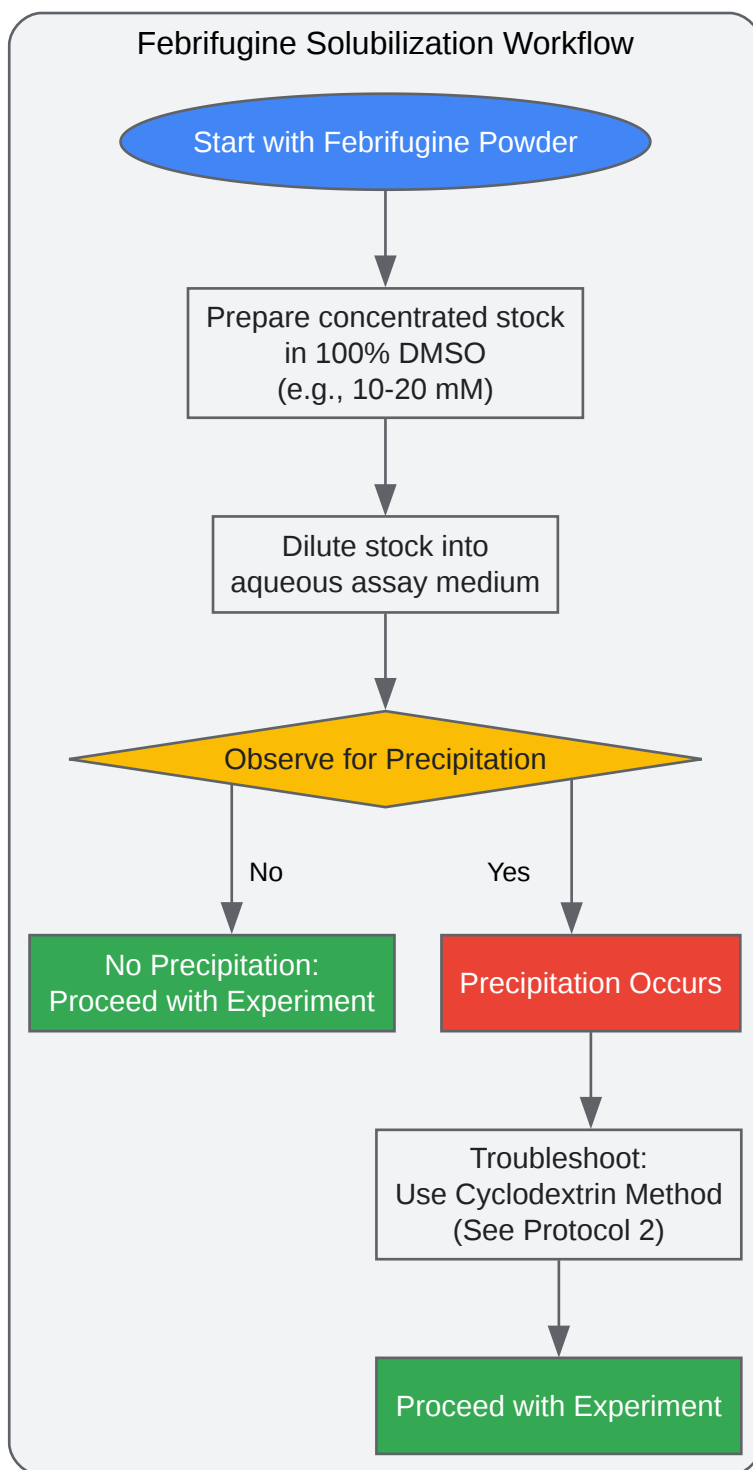 Febrifugine Solubilization Workflow
Start with Febrifugine Powder
Prepare concentrated stock
in 100% DMSO
(e.g., 10-20 mM)
Dilute stock into
aqueous assay medium
Observe for Precipitation
No
Yes
No Precipitation:
Proceed with Experiment
Precipitation Occurs
Troubleshoot:
Use Cyclodextrin Method
(See Protocol 2)
Proceed with Experiment